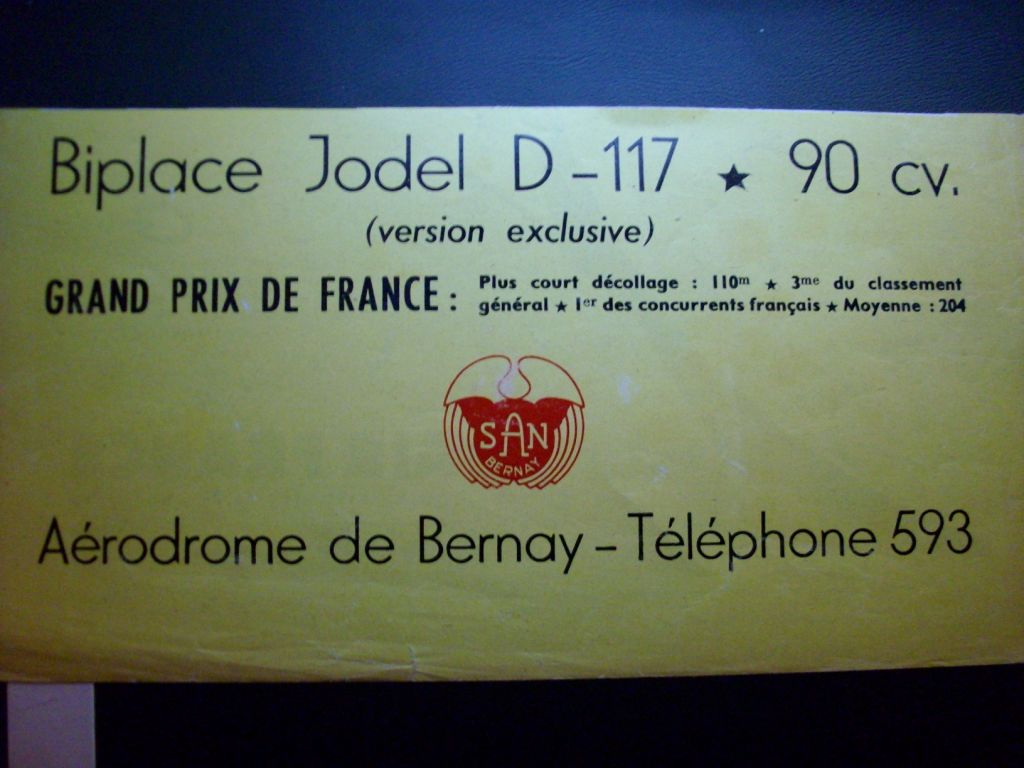 Biplace Jodel D-117 ★ 90 cv.
(version exclusive)
GRAND PRIX DE FRANCE :
Plus court décollage : 110m ★ 3me du classement
général ★ 1er des concurrents français ★ Moyenne : 204
SAN
BERNAY
Aérodrome de Bernay – Téléphone 593